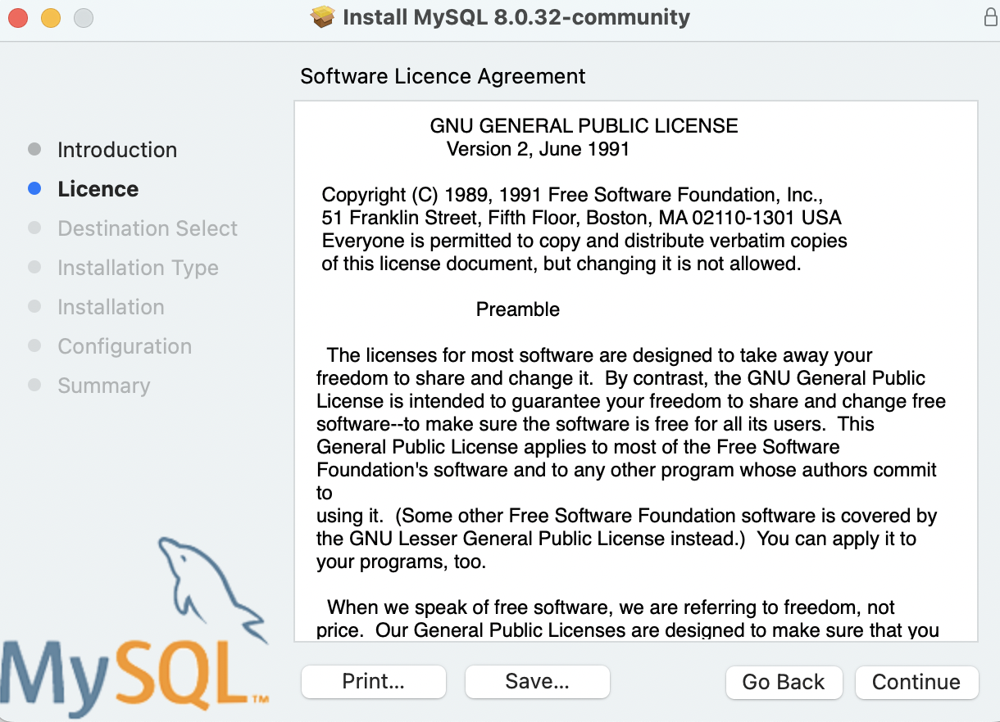 Install MySQL 8.0.32-community
Software Licence Agreement
Introduction
Licence
Destination Select
Installation Type
Installation
Configuration
Summary
GNU GENERAL PUBLIC LICENSE
Version 2, June 1991
Copyright (C) 1989, 1991 Free Software Foundation, Inc.,
51 Franklin Street, Fifth Floor, Boston, MA 02110-1301 USA
Everyone is permitted to copy and distribute verbatim copies
of this license document, but changing it is not allowed.
Preamble
The licenses for most software are designed to take away your
freedom to share and change it.  By contrast, the GNU General Public
License is intended to guarantee your freedom to share and change free
software--to make sure the software is free for all its users.  This
General Public License applies to most of the Free Software
Foundation's software and to any other program whose authors commit
to
using it.  (Some other Free Software Foundation software is covered by
the GNU Lesser General Public License instead.)  You can apply it to
your programs, too.
When we speak of free software, we are referring to freedom, not
price.  Our General Public Licenses are designed to make sure that you
MySQL™
Print...
Save...
Go Back
Continue